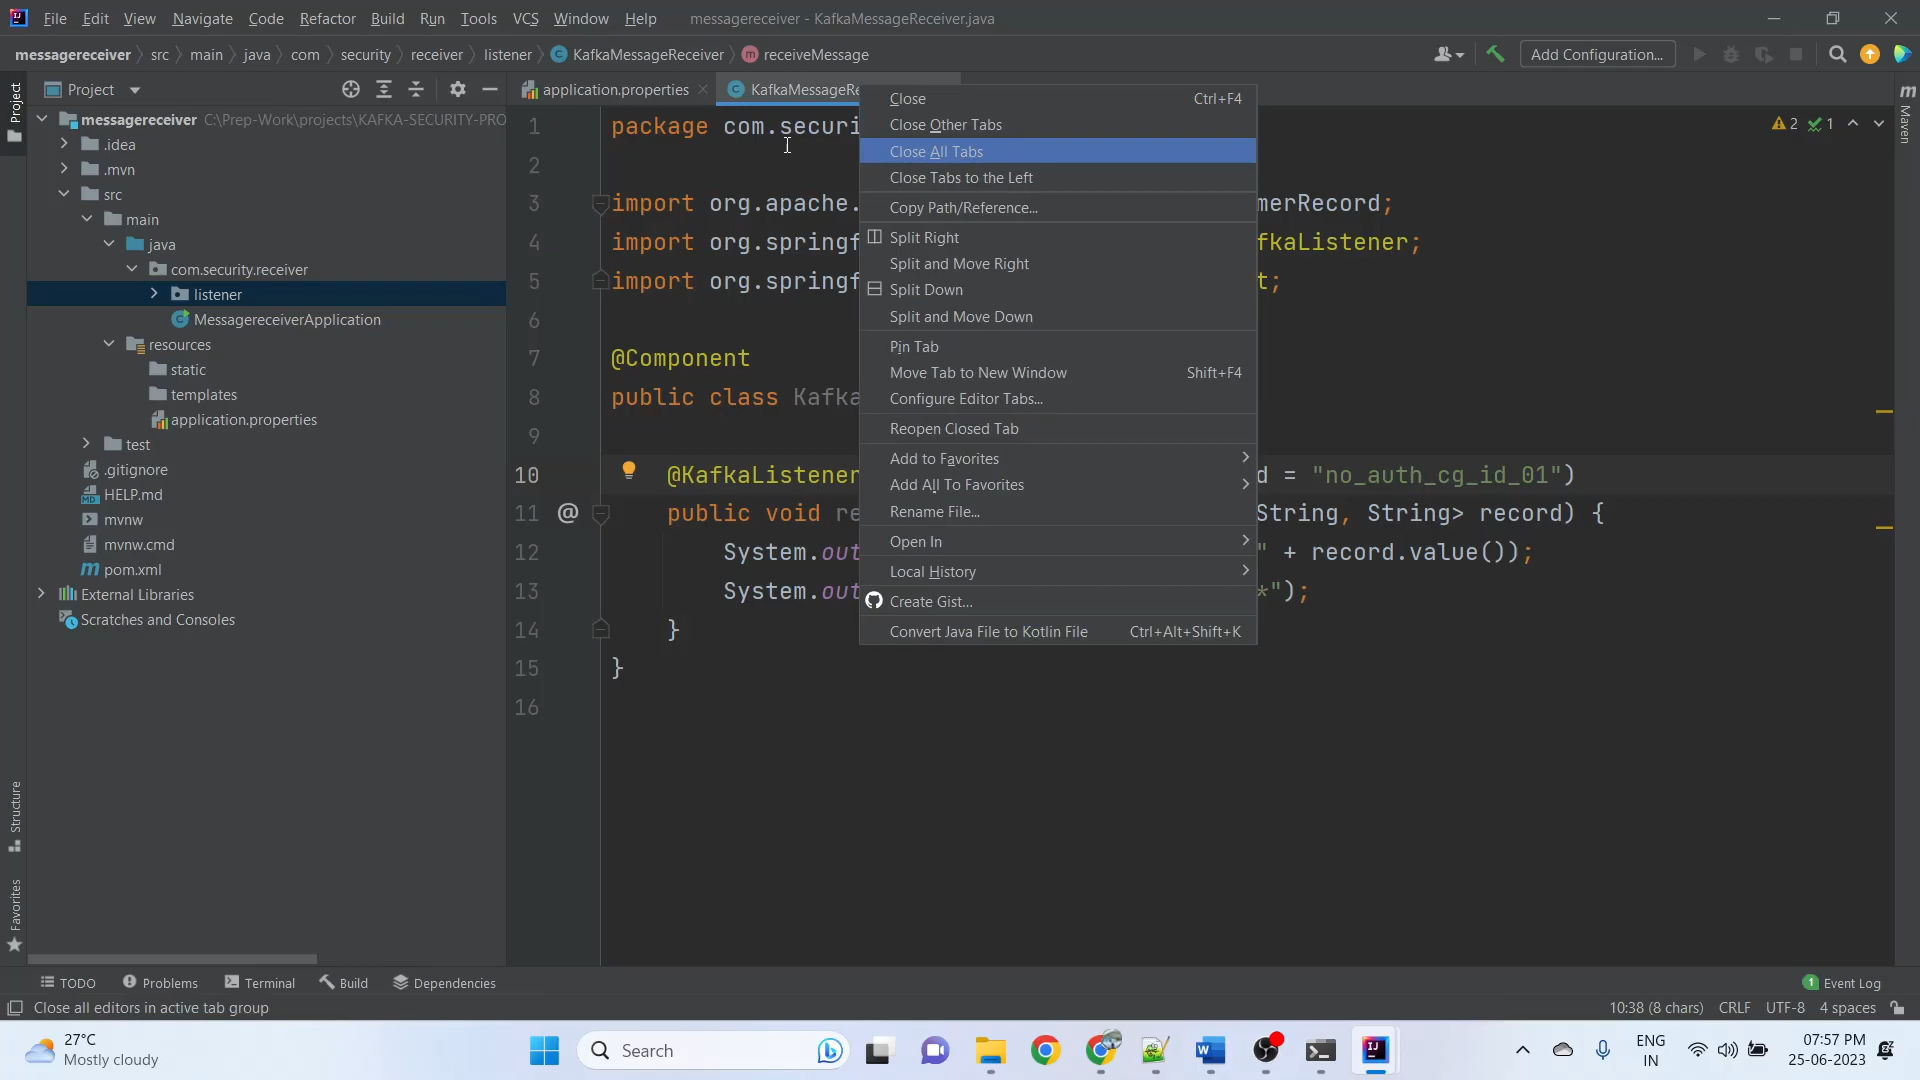 File Edit View Navigate Code Refactor Build Run Tools VCS Window Help messagereceiver - KafkaMessageReceiver.java
messagereceiver src main java com security receiver listener KafkaMessageReceiver receiveMessage Add Configuration...
Project
application.properties
KafkaMessageRe
messagereceiver C:\Prep-Work\projects\KAFKA-SECURITY-PRO
.idea
.mvn
src
main
java
com.security.receiver
listener
MessagereceiverApplication
resources
static
templates
application.properties
test
.gitignore
HELP.md
mvnw
mvnw.cmd
pom.xml
External Libraries
Scratches and Consoles
Project
Structure
Favorites
1 package com.securi
2
3 import org.apache. merRecord;
4 import org.springf fkaListener;
5 import org.springf t;
6
7 @Component
8 public class Kafka
9
10 @KafkaListener d = "no_auth_cg_id_01")
11 @ public void re String, String> record) {
12 System.out " + record.value());
13 System.out *");
14 }
15 }
16
2 1
Maven
Close Ctrl+F4
Close Other Tabs
Close All Tabs
Close Tabs to the Left
Copy Path/Reference...
Split Right
Split and Move Right
Split Down
Split and Move Down
Pin Tab
Move Tab to New Window Shift+F4
Configure Editor Tabs...
Reopen Closed Tab
Add to Favorites
Add All To Favorites
Rename File...
Open In
Local History
Create Gist...
Convert Java File to Kotlin File Ctrl+Alt+Shift+K
TODO Problems Terminal Build Dependencies 1 Event Log
Close all editors in active tab group 10:38 (8 chars) CRLF UTF-8 4 spaces
27°C
Mostly cloudy
Search
ENG
IN
07:57 PM
25-06-2023